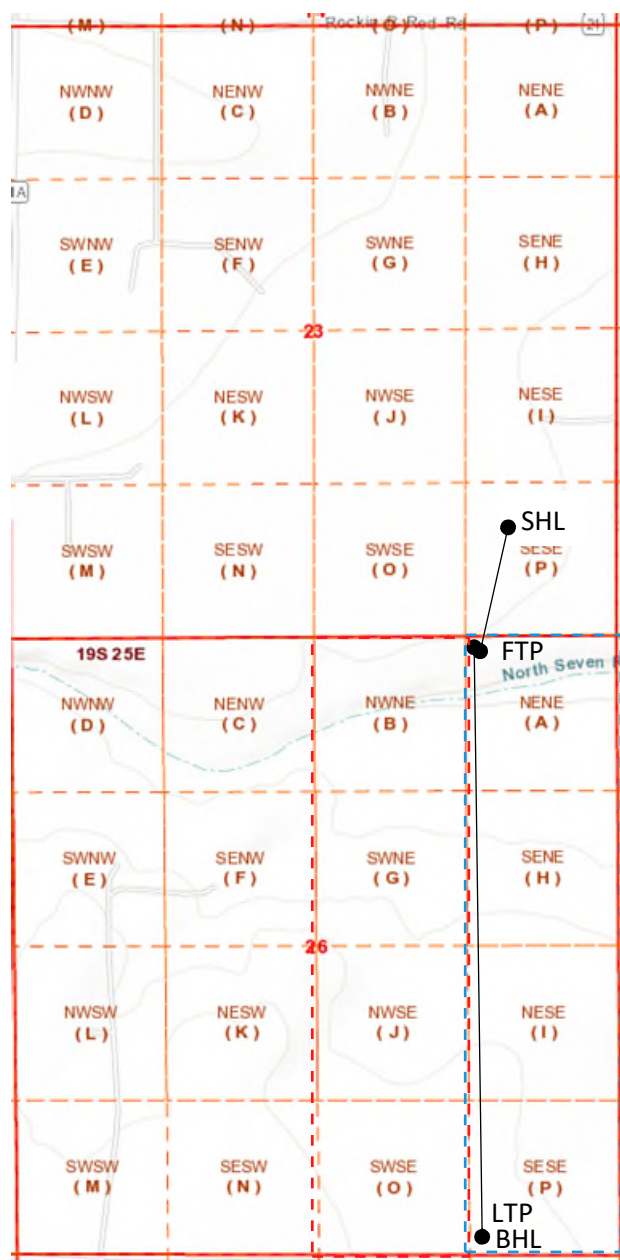 (M) (N) (O) (P)
Rockin R Red Rd
21
NWNW NENW NWNE NENE
(D) (C) (B) (A)
1A
SWNW SENW SWNE SENE
(E) (F) (G) (H)
23
NWSW NESW NWSE NESE
(L) (K) (J) (I)
SHL
SWSW SESW SWSE SESE
(M) (N) (O) (P)
19S 25E
FTP
North Seven
NWNW NENW NWNE NENE
(D) (C) (B) (A)
SWNW SENW SWNE SENE
(E) (F) (G) (H)
26
NWSW NESW NWSE NESE
(L) (K) (J) (I)
SWSW SESW SWSE SESE
(M) (N) (O) (P)
LTP
BHL